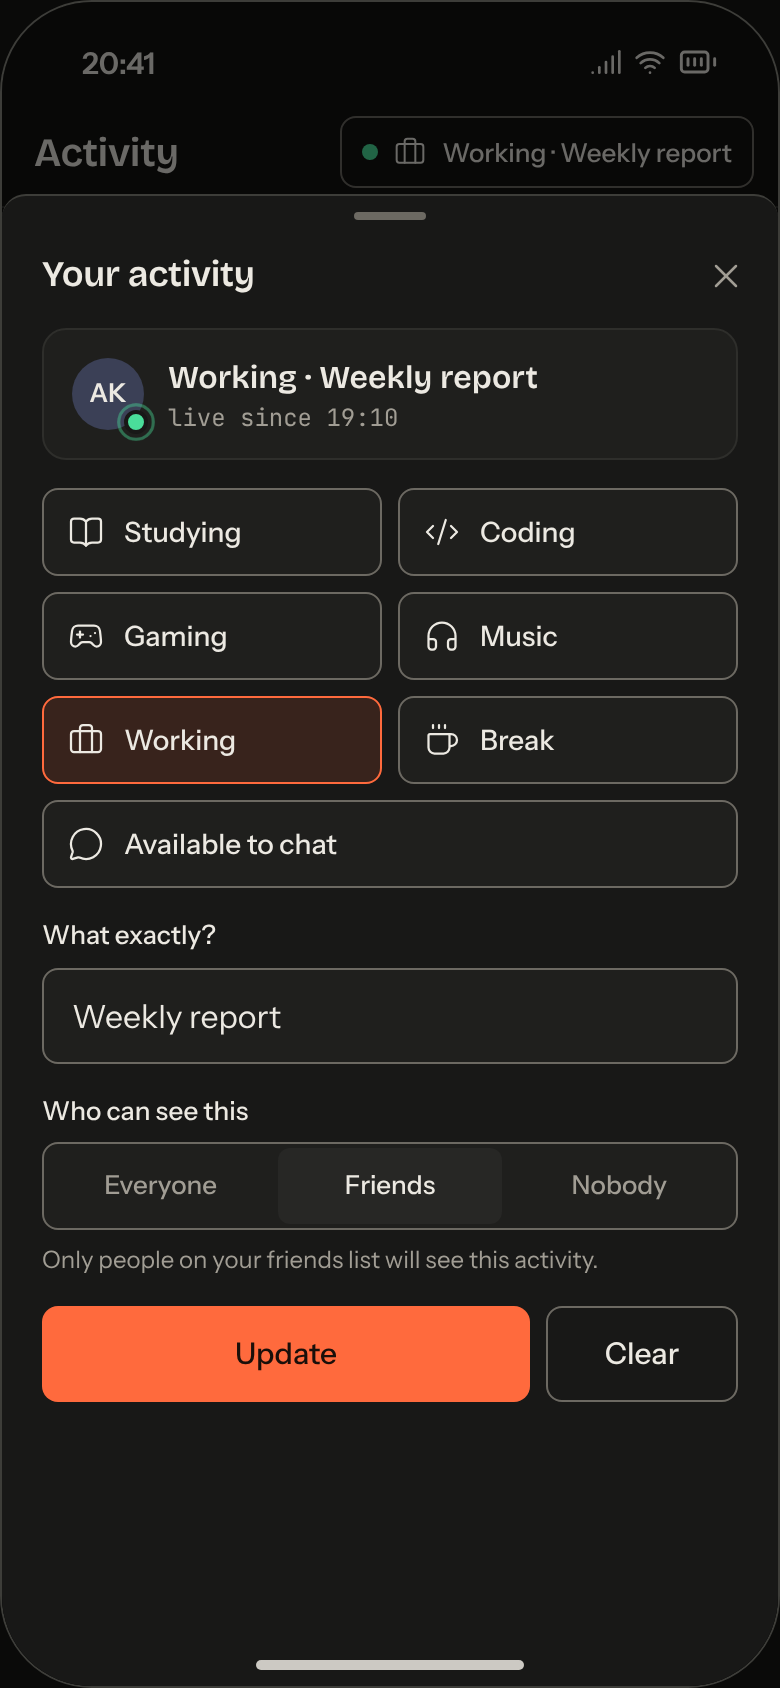 20:41
Activity
Working · Weekly report
Your activity
AK
Working · Weekly report
live since 19:10
Studying
Coding
Gaming
Music
Working
Break
Available to chat
What exactly?
Weekly report
Who can see this
Everyone
Friends
Nobody
Only people on your friends list will see this activity.
Update
Clear